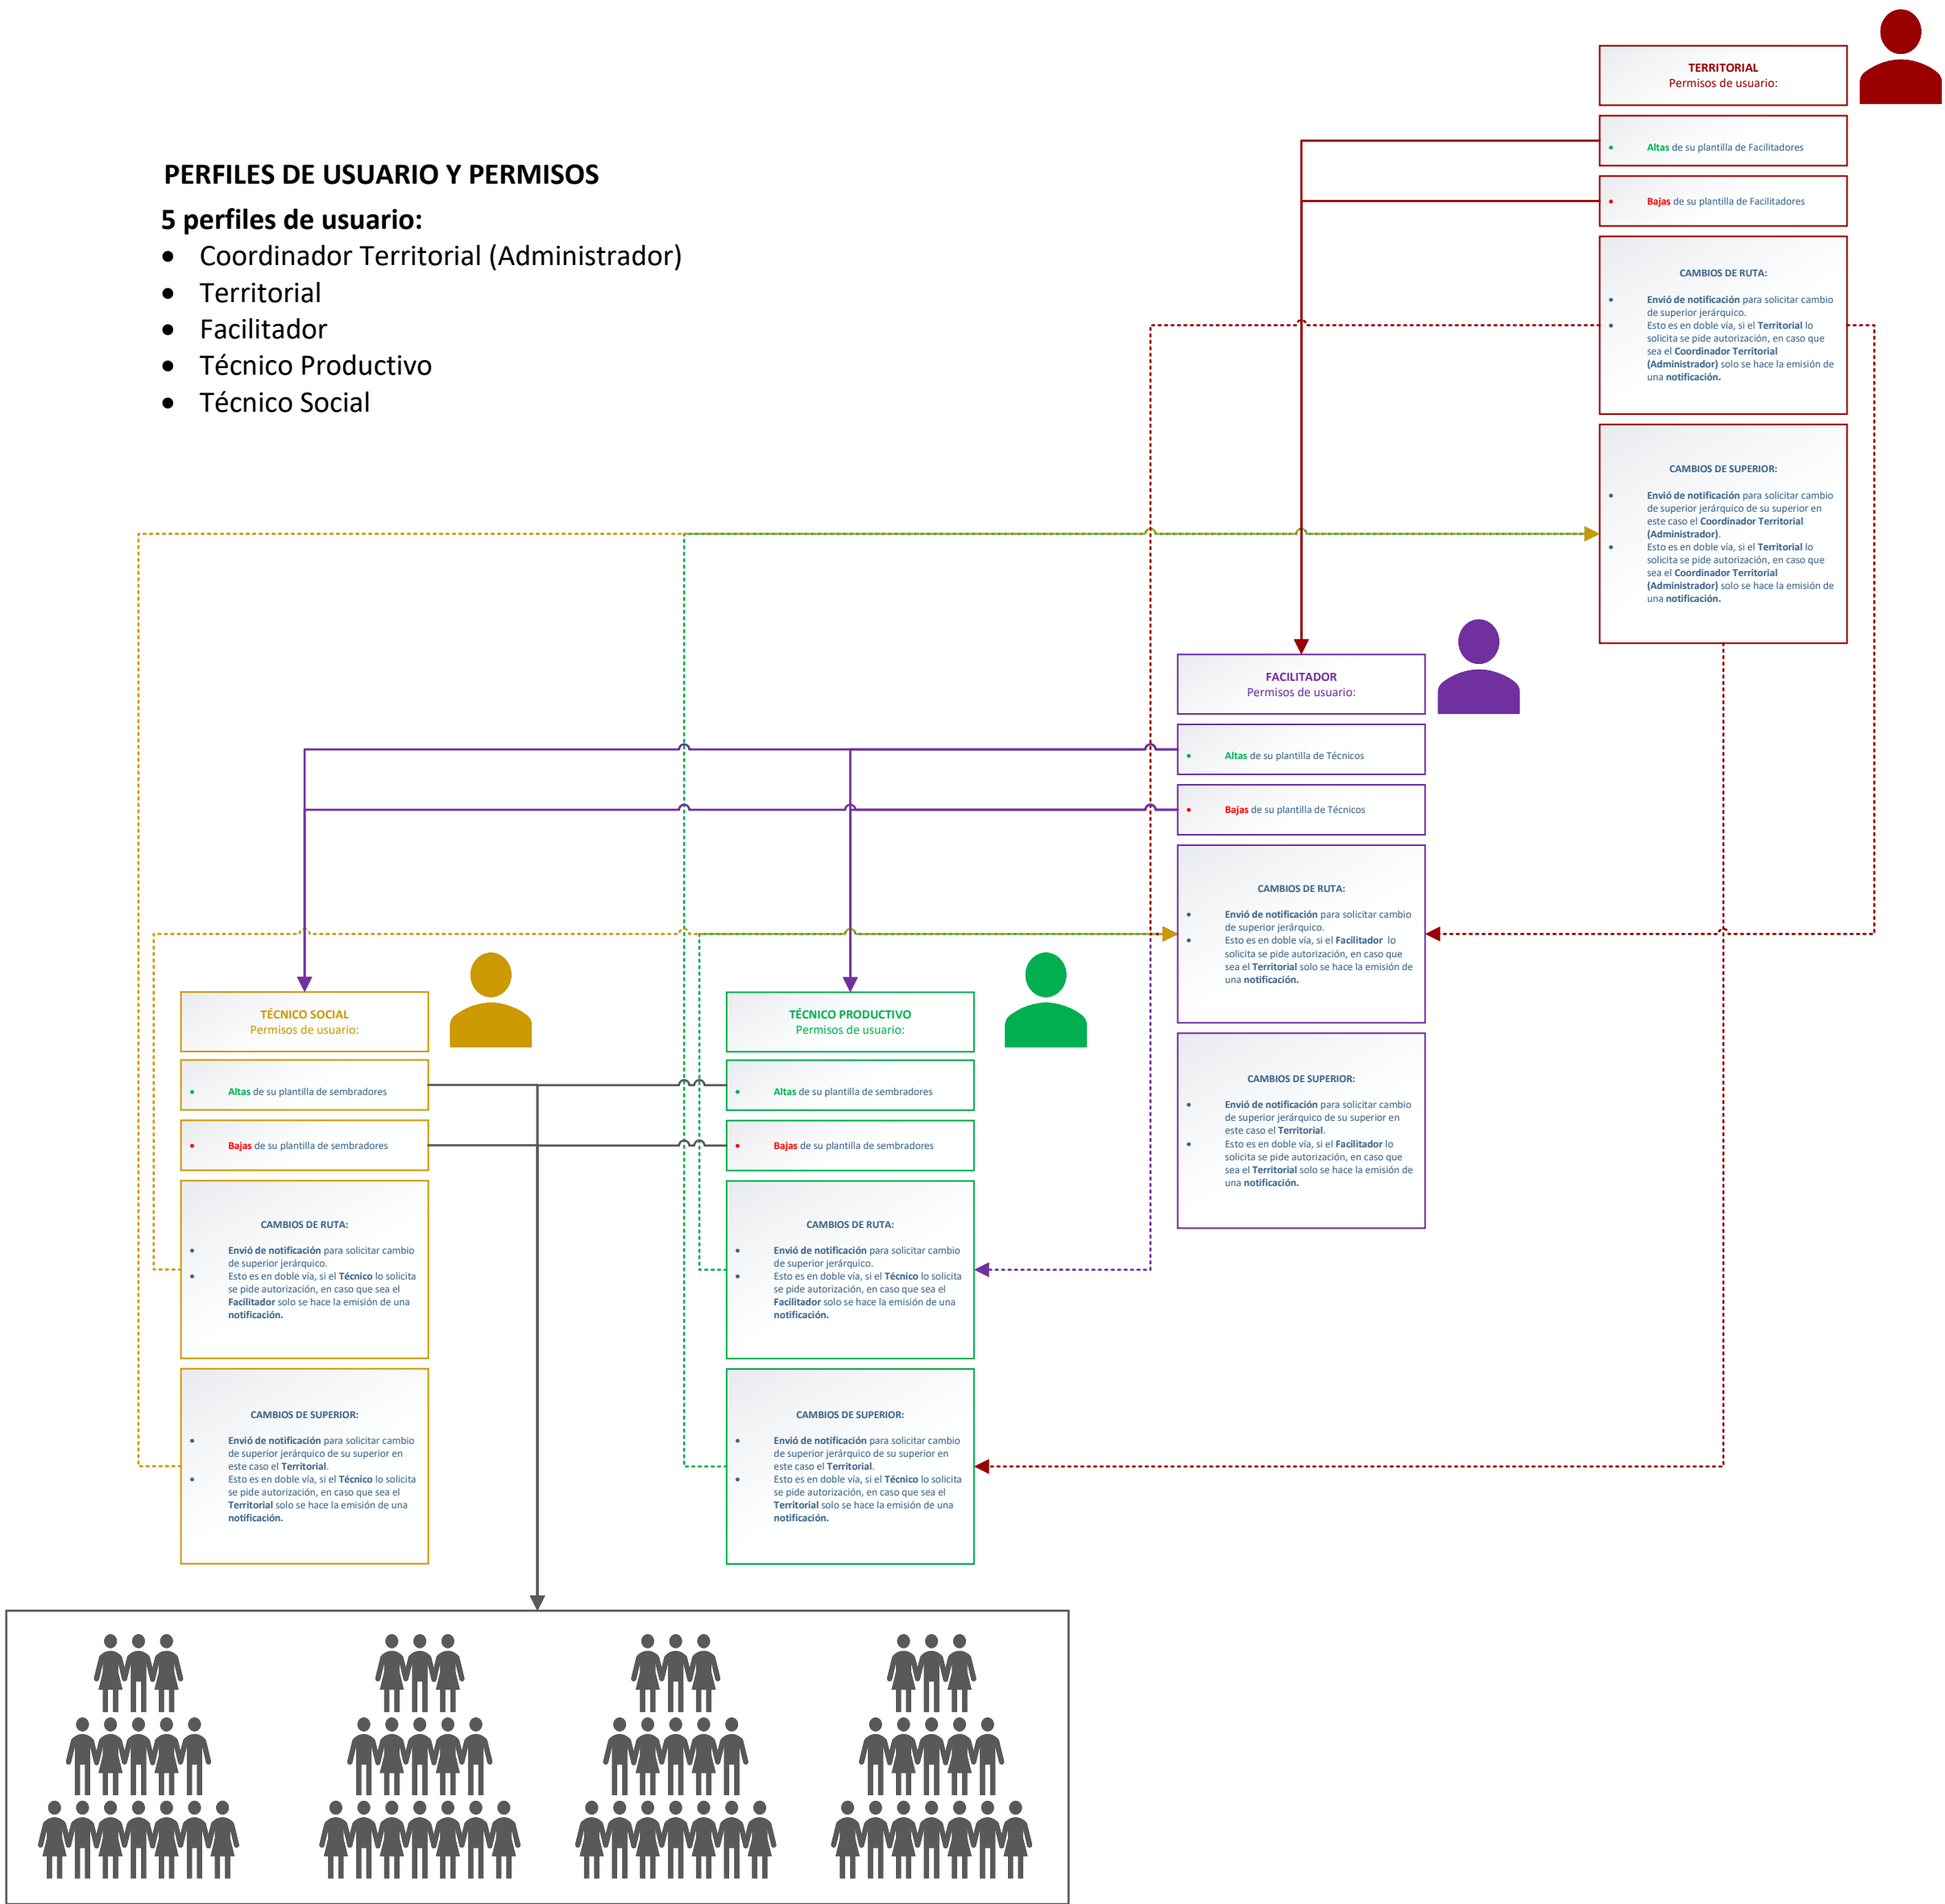 PERFILES DE USUARIO Y PERMISOS
5 perfiles de usuario:
• Coordinador Territorial (Administrador)
• Territorial
• Facilitador
• Técnico Productivo
• Técnico Social
TERRITORIAL
Permisos de usuario:
• Altas de su plantilla de Facilitadores
• Bajas de su plantilla de Facilitadores
CAMBIOS DE RUTA:
• Envió de notificación para solicitar cambio
de superior jerárquico.
• Esto es en doble vía, si el Territorial lo
solicita se pide autorización, en caso que
sea el Coordinador Territorial
(Administrador) solo se hace la emisión de
una notificación.
CAMBIOS DE SUPERIOR:
• Envió de notificación para solicitar cambio
de superior jerárquico de su superior en
este caso el Coordinador Territorial
(Administrador).
• Esto es en doble vía, si el Territorial lo
solicita se pide autorización, en caso que
sea el Coordinador Territorial
(Administrador) solo se hace la emisión de
una notificación.
FACILITADOR
Permisos de usuario:
• Altas de su plantilla de Técnicos
• Bajas de su plantilla de Técnicos
CAMBIOS DE RUTA:
• Envió de notificación para solicitar cambio
de superior jerárquico.
• Esto es en doble vía, si el Facilitador lo
solicita se pide autorización, en caso que
sea el Territorial solo se hace la emisión de
una notificación.
CAMBIOS DE SUPERIOR:
• Envió de notificación para solicitar cambio
de superior jerárquico de su superior en
este caso el Territorial.
• Esto es en doble vía, si el Facilitador lo
solicita se pide autorización, en caso que
sea el Territorial solo se hace la emisión de
una notificación.
TÉCNICO SOCIAL
Permisos de usuario:
• Altas de su plantilla de sembradores
• Bajas de su plantilla de sembradores
CAMBIOS DE RUTA:
• Envió de notificación para solicitar cambio
de superior jerárquico.
• Esto es en doble vía, si el Técnico lo solicita
se pide autorización, en caso que sea el
Facilitador solo se hace la emisión de una
notificación.
CAMBIOS DE SUPERIOR:
• Envió de notificación para solicitar cambio
de superior jerárquico de su superior en
este caso el Territorial.
• Esto es en doble vía, si el Técnico lo solicita
se pide autorización, en caso que sea el
Territorial solo se hace la emisión de una
notificación.
TÉCNICO PRODUCTIVO
Permisos de usuario:
• Altas de su plantilla de sembradores
• Bajas de su plantilla de sembradores
CAMBIOS DE RUTA:
• Envió de notificación para solicitar cambio
de superior jerárquico.
• Esto es en doble vía, si el Técnico lo solicita
se pide autorización, en caso que sea el
Facilitador solo se hace la emisión de una
notificación.
CAMBIOS DE SUPERIOR:
• Envió de notificación para solicitar cambio
de superior jerárquico de su superior en
este caso el Territorial.
• Esto es en doble vía, si el Técnico lo solicita
se pide autorización, en caso que sea el
Territorial solo se hace la emisión de una
notificación.